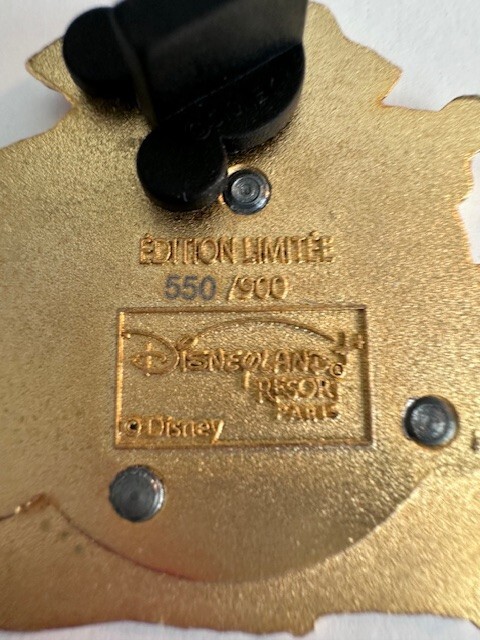 ÉDITION LIMITÉE
550 /900
Disneyland
RESORT
PARIS
©Disney